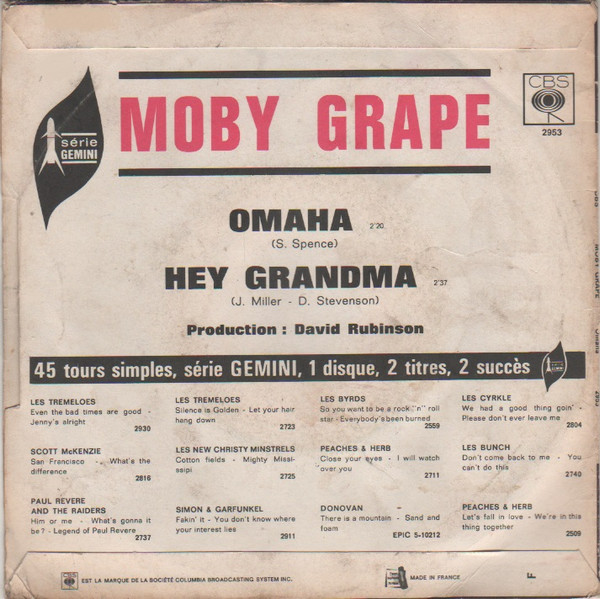 MOBY GRAPE
CBS
2953
série
GEMINI
OMAHA 2'20
(S. Spence)
HEY GRANDMA 2'37
(J. Miller - D. Stevenson)
Production : David Rubinson
45 tours simples, série GEMINI, 1 disque, 2 titres, 2 succès
LES TREMELOES
Even the bad times are good -
Jenny's alright
2930
LES TREMELOES
Silence is Golden - Let your hair
hang down
2723
LES BYRDS
So you want to be a rock "n" roll
star - Everybody's been burned
2559
LES CYRKLE
We had a good thing goin' -
Please don't ever leave me
2804
SCOTT McKENZIE
San Francisco - What's the
difference
2816
LES NEW CHRISTY MINSTRELS
Cotton fields - Mighty Missi-
ssipi
2725
PEACHES & HERB
Close your eyes - I will watch
over you
2711
LES BUNCH
Don't come back to me - You
can't do this
2740
PAUL REVERE
AND THE RAIDERS
Him or me - What's gonna it
be? - Legend of Paul Revere
2737
SIMON & GARFUNKEL
Fakin' it - You don't know where
your interest lies
2911
DONOVAN -
There is a mountain - Sand and
foam
EPIC 5-10212
PEACHES & HERB
Let's fall in love - We're in this
thing together
2509
CBS EST LA MARQUE DE LA SOCIÉTÉ COLUMBIA BROADCASTING SYSTEM INC.
MADE IN FRANCE